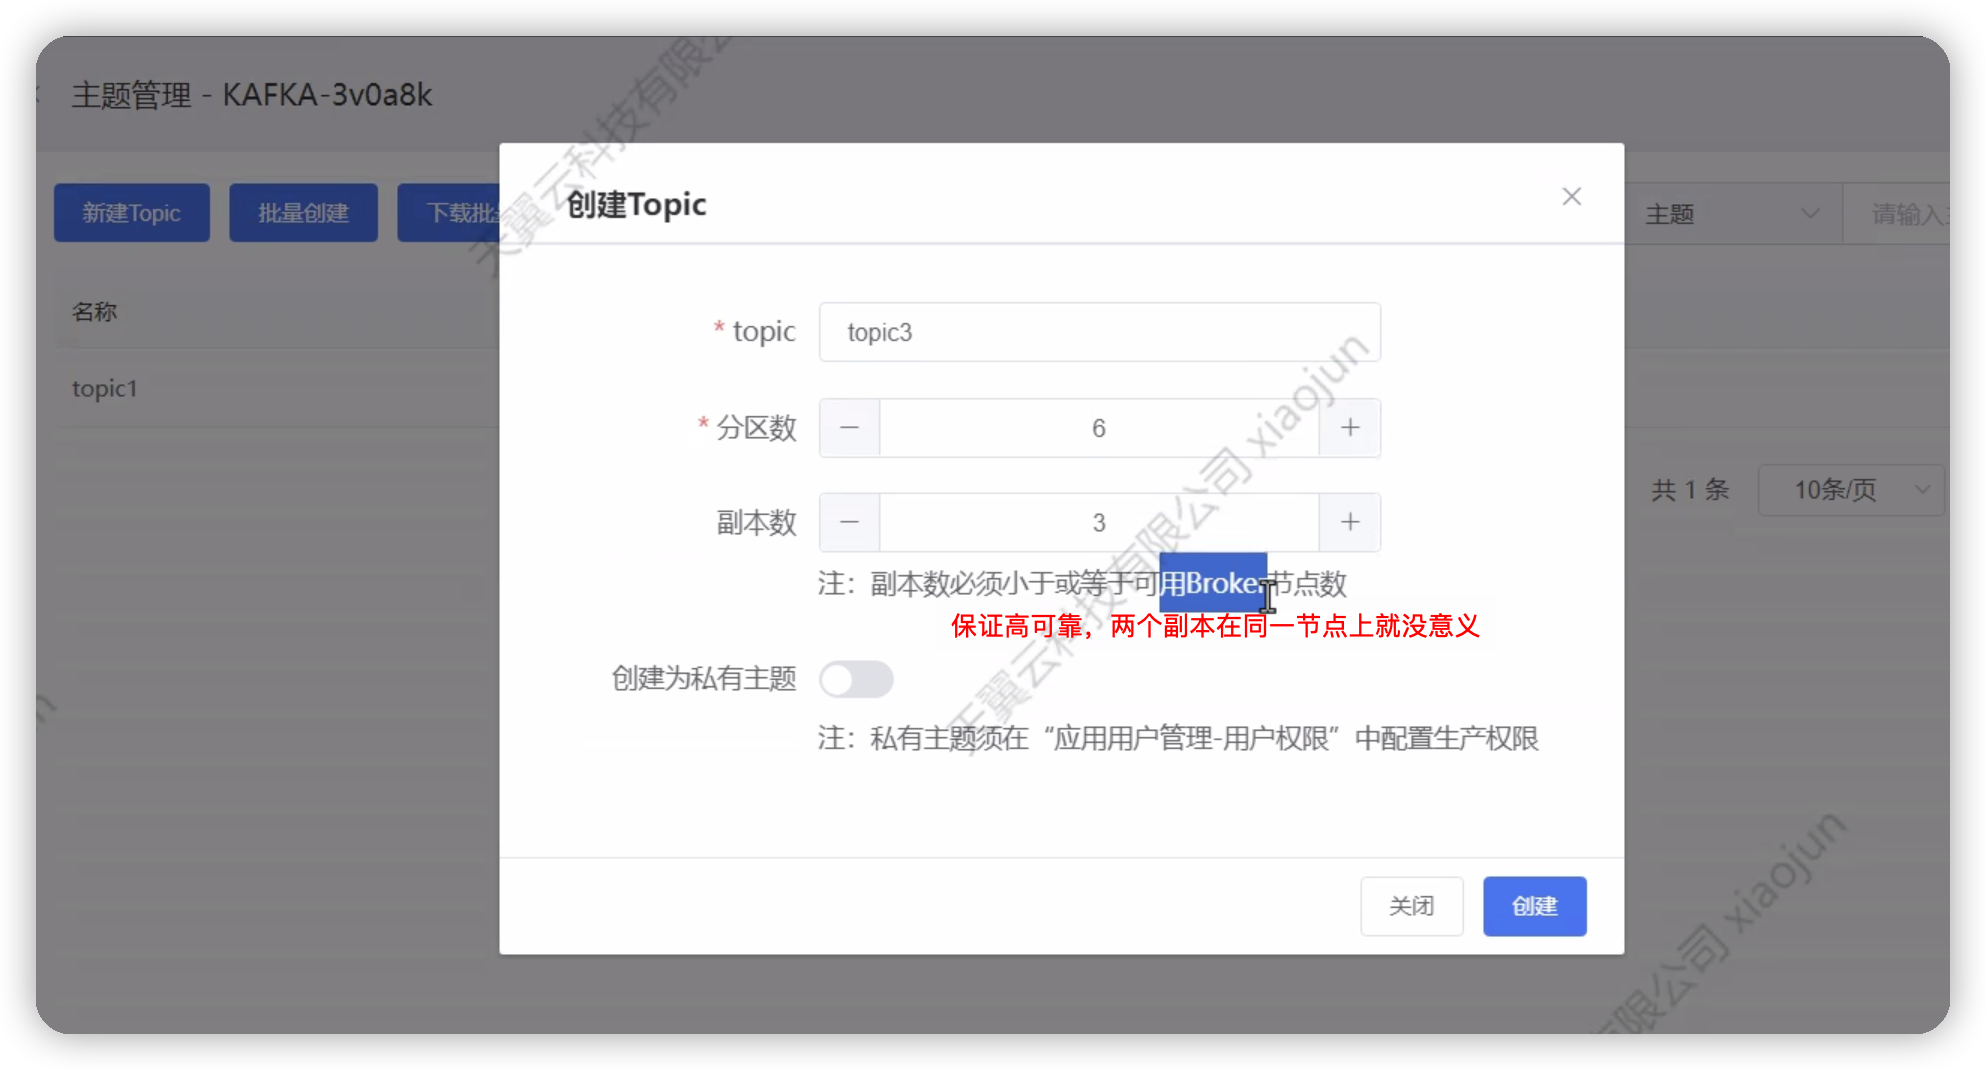 主题管理 - KAFKA-3v0a8k
新建Topic
批量创建
下载批
主题
请输入
名称
topic1
共 1 条
10条/页
创建Topic
* topic
topic3
* 分区数
6
副本数
3
注：副本数必须小于或等于可用Broker节点数
保证高可靠，两个副本在同一节点上就没意义
创建为私有主题
注：私有主题须在“应用用户管理-用户权限”中配置生产权限
关闭
创建
天翼云科技有限公司 xiaojun
天翼云科技有限公
有限公司 xiaojun